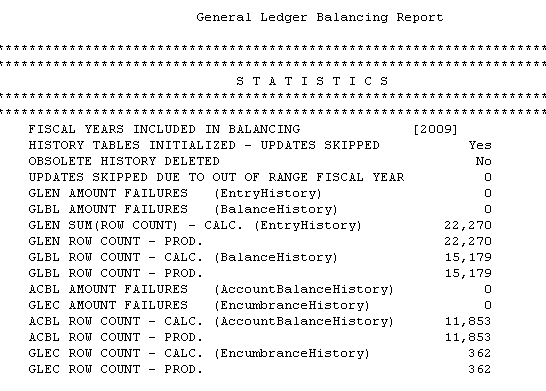 General Ledger Balancing Report
*********************************************************************
*********************************************************************
S T A T I S T I C S
*********************************************************************
*********************************************************************
FISCAL YEARS INCLUDED IN BALANCING [2009]
HISTORY TABLES INITIALIZED - UPDATES SKIPPED Yes
OBSOLETE HISTORY DELETED No
UPDATES SKIPPED DUE TO OUT OF RANGE FISCAL YEAR 0
GLEN AMOUNT FAILURES (EntryHistory) 0
GLBL AMOUNT FAILURES (BalanceHistory) 0
GLEN SUM(ROW COUNT) - CALC. (EntryHistory) 22,270
GLEN ROW COUNT - PROD. 22,270
GLBL ROW COUNT - CALC. (BalanceHistory) 15,179
GLBL ROW COUNT - PROD. 15,179
ACBL AMOUNT FAILURES (AccountBalanceHistory) 0
GLEC AMOUNT FAILURES (EncumbranceHistory) 0
ACBL ROW COUNT - CALC. (AccountBalanceHistory) 11,853
ACBL ROW COUNT - PROD. 11,853
GLEC ROW COUNT - CALC. (EncumbranceHistory) 362
GLEC ROW COUNT - PROD. 362